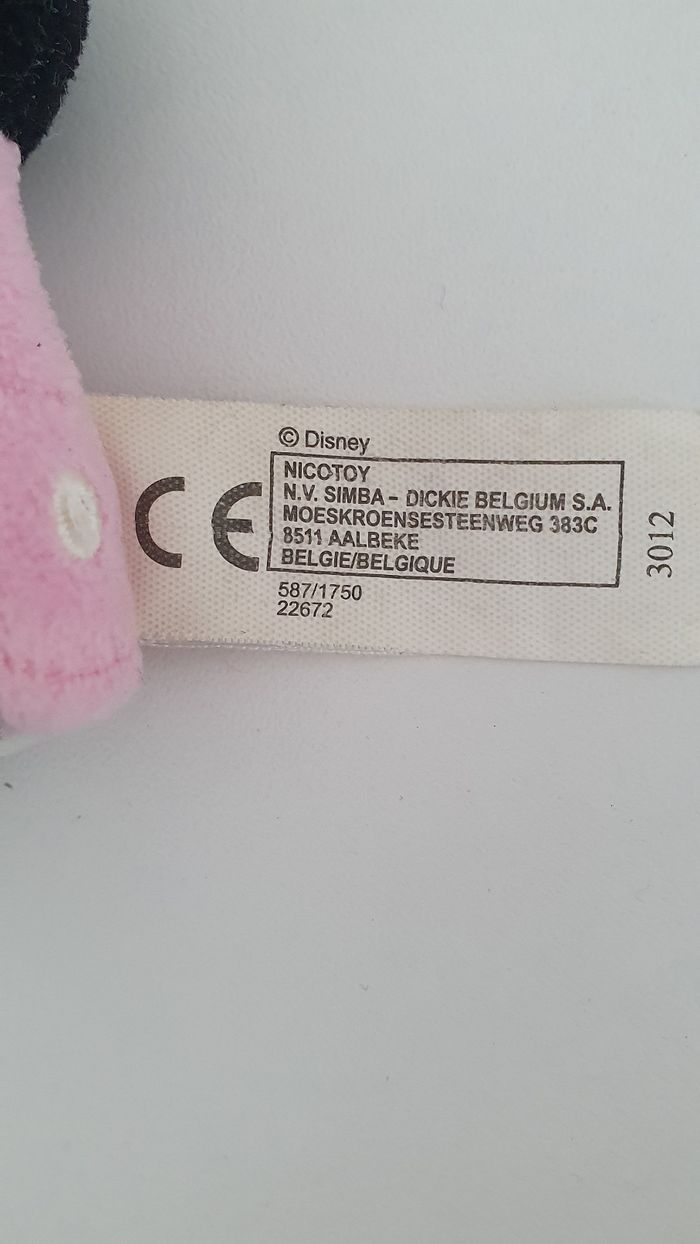 © Disney
CE
NICOTOY
N.V. SIMBA - DICKIE BELGIUM S.A.
MOESKROENSESTEENWEG 383C
8511 AALBEKE
BELGIE/BELGIQUE
587/1750
22672
3012